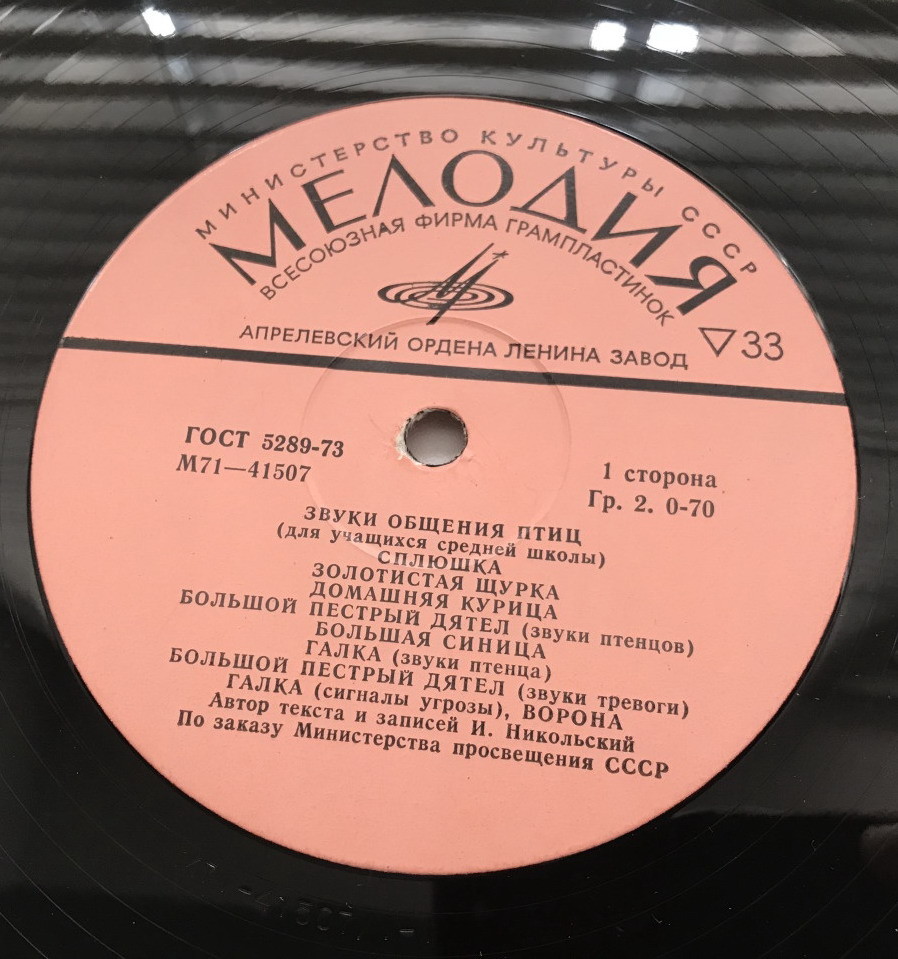 МИНИСТЕРСТВО КУЛЬТУРЫ СССР
МЕЛОДИЯ
ВСЕСОЮЗНАЯ ФИРМА ГРАМПЛАСТИНОК
АПРЕЛЕВСКИЙ ОРДЕНА ЛЕНИНА ЗАВОД
▽33
ГОСТ 5289-73
М71—41507
1 сторона
Гр. 2. 0-70
ЗВУКИ ОБЩЕНИЯ ПТИЦ
(для учащихся средней школы)
СПЛЮШКА
ЗОЛОТИСТАЯ ЩУРКА
ДОМАШНЯЯ КУРИЦА
БОЛЬШОЙ ПЕСТРЫЙ ДЯТЕЛ (звуки птенцов)
БОЛЬШАЯ СИНИЦА
ГАЛКА (звуки птенца)
БОЛЬШОЙ ПЕСТРЫЙ ДЯТЕЛ (звуки тревоги)
ГАЛКА (сигналы угрозы), ВОРОНА
Автор текста и записей И. Никольский
По заказу Министерства просвещения СССР